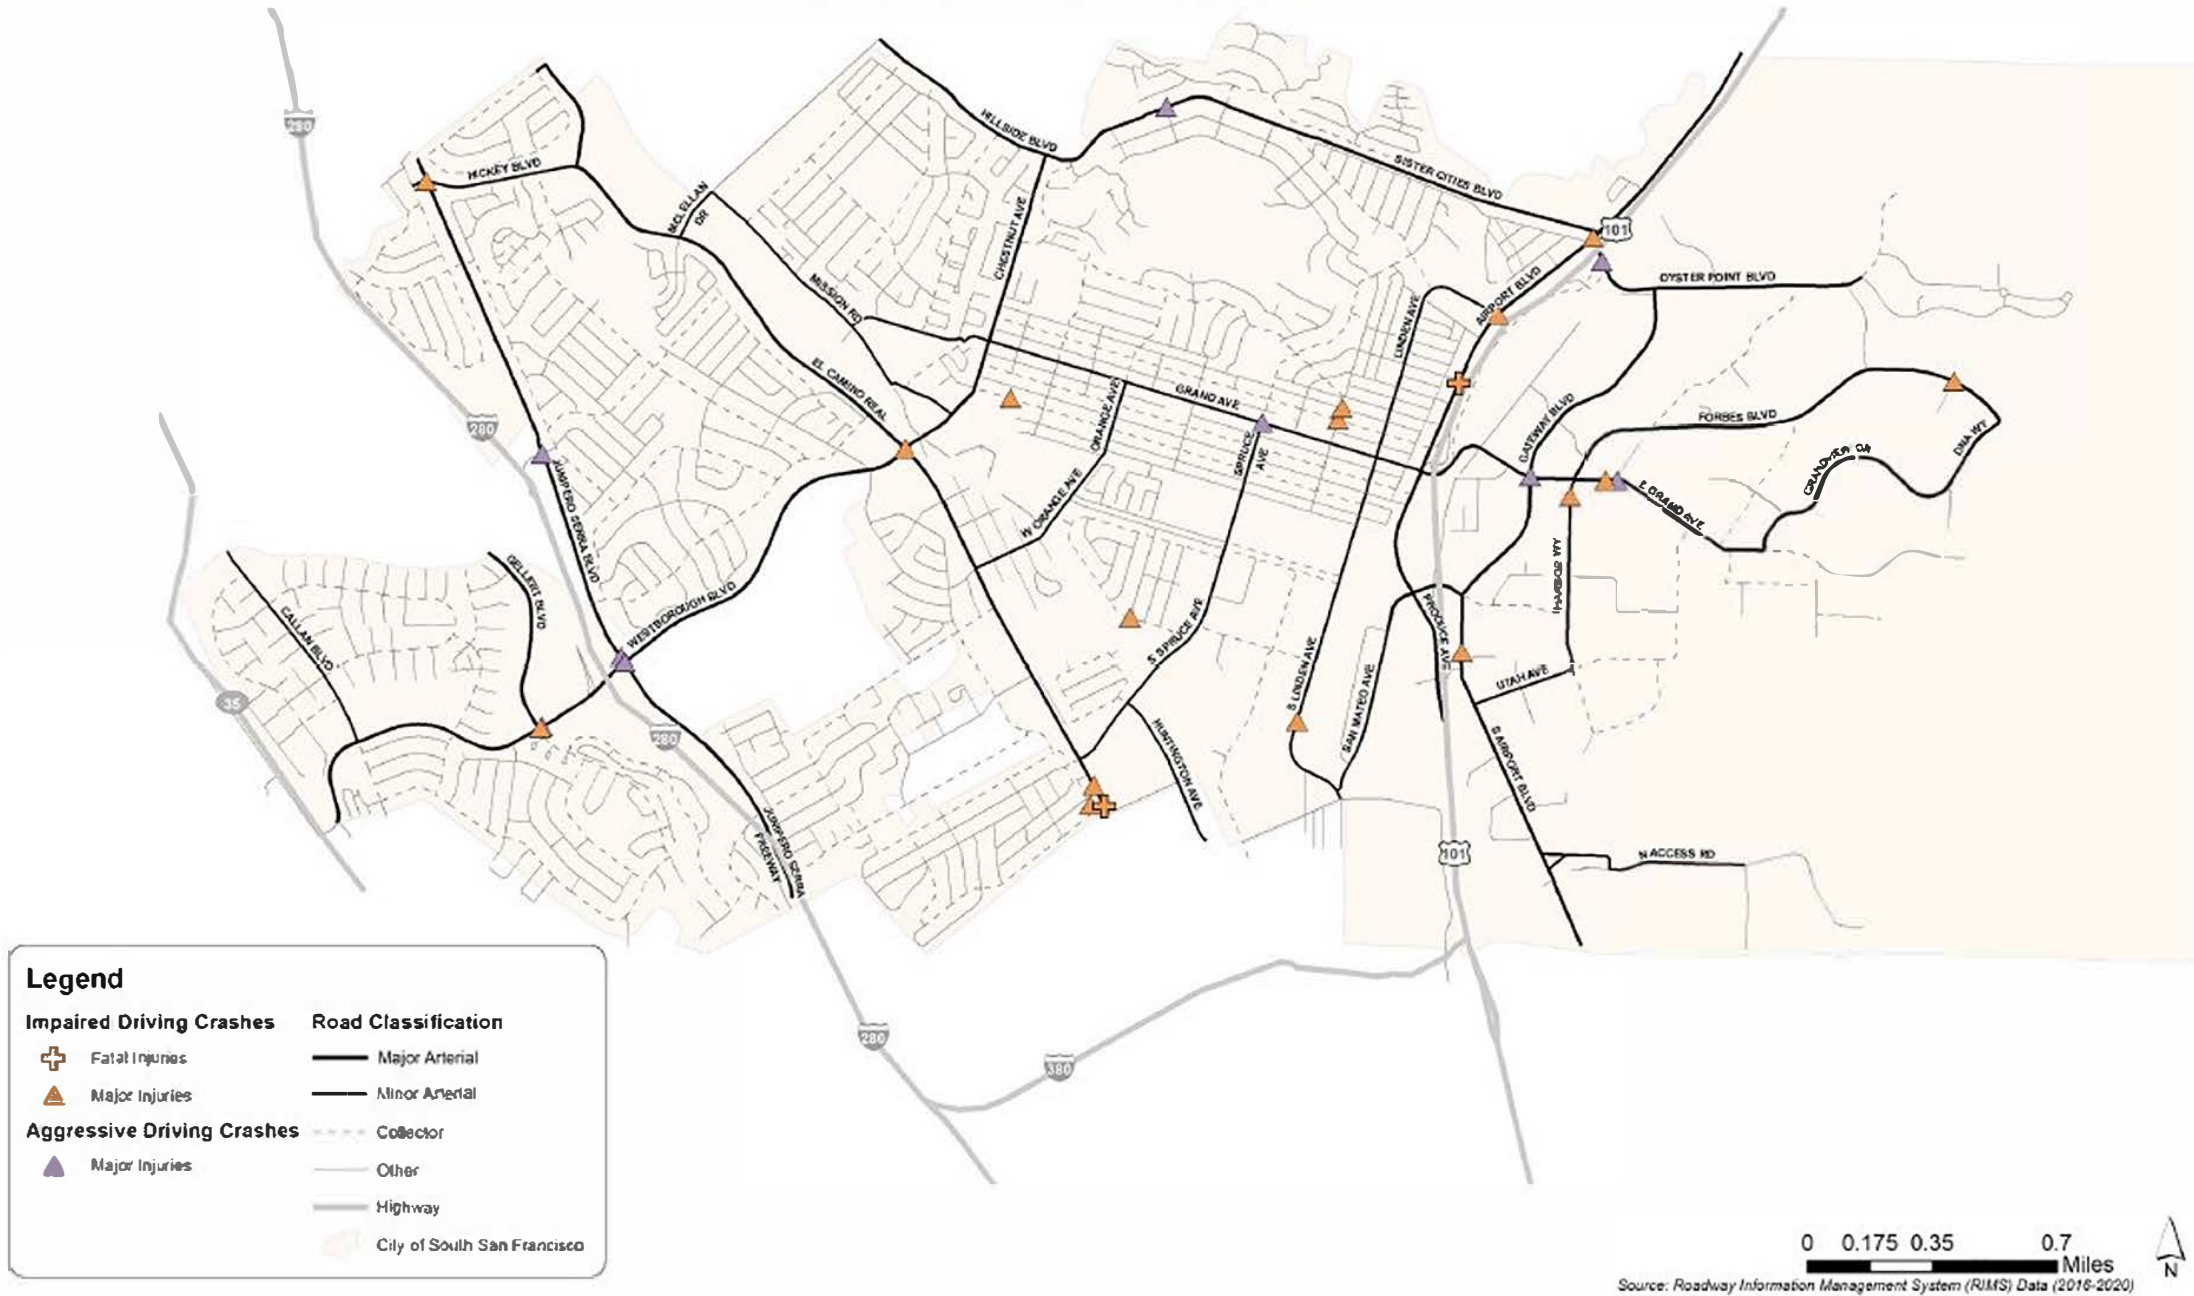 280
HICKEY BLVD
HILLSIDE BLVD
SISTER CITIES BLVD
MCLELLAN
DR
CHESTNUT AVE
101
OYSTER POINT BLVD
MISSION RD
AIRPORT BLVD
LINDEN AVE
EL CAMINO REAL
ORANGE AVE
GRAND AVE
SPRUCE
AVE
GATEWAY BLVD
FORBES BLVD
DNA WY
280
JUNIPERO SERRA BLVD
W ORANGE AVE
E GRAND AVE
GELLERT BLVD
WESTBOROUGH BLVD
CALLAN BLVD
S SPRUCE AVE
PRODUCE AVE
S LINDEN AVE
SAN MATEO AVE
UTAH AVE
35
280
HUNTINGTON AVE
S AIRPORT BLVD
JUNIPERO SERRA
FREEWAY
101
N ACCESS RD
280
380
Legend
Impaired Driving Crashes
Fatal Injuries
Major Injuries
Aggressive Driving Crashes
Major Injuries
Road Classification
Major Arterial
Minor Arterial
Collector
Other
Highway
City of South San Francisco
0 0.175 0.35 0.7
Miles
N
Source: Roadway Information Management System (RIMS) Data (2016-2020)